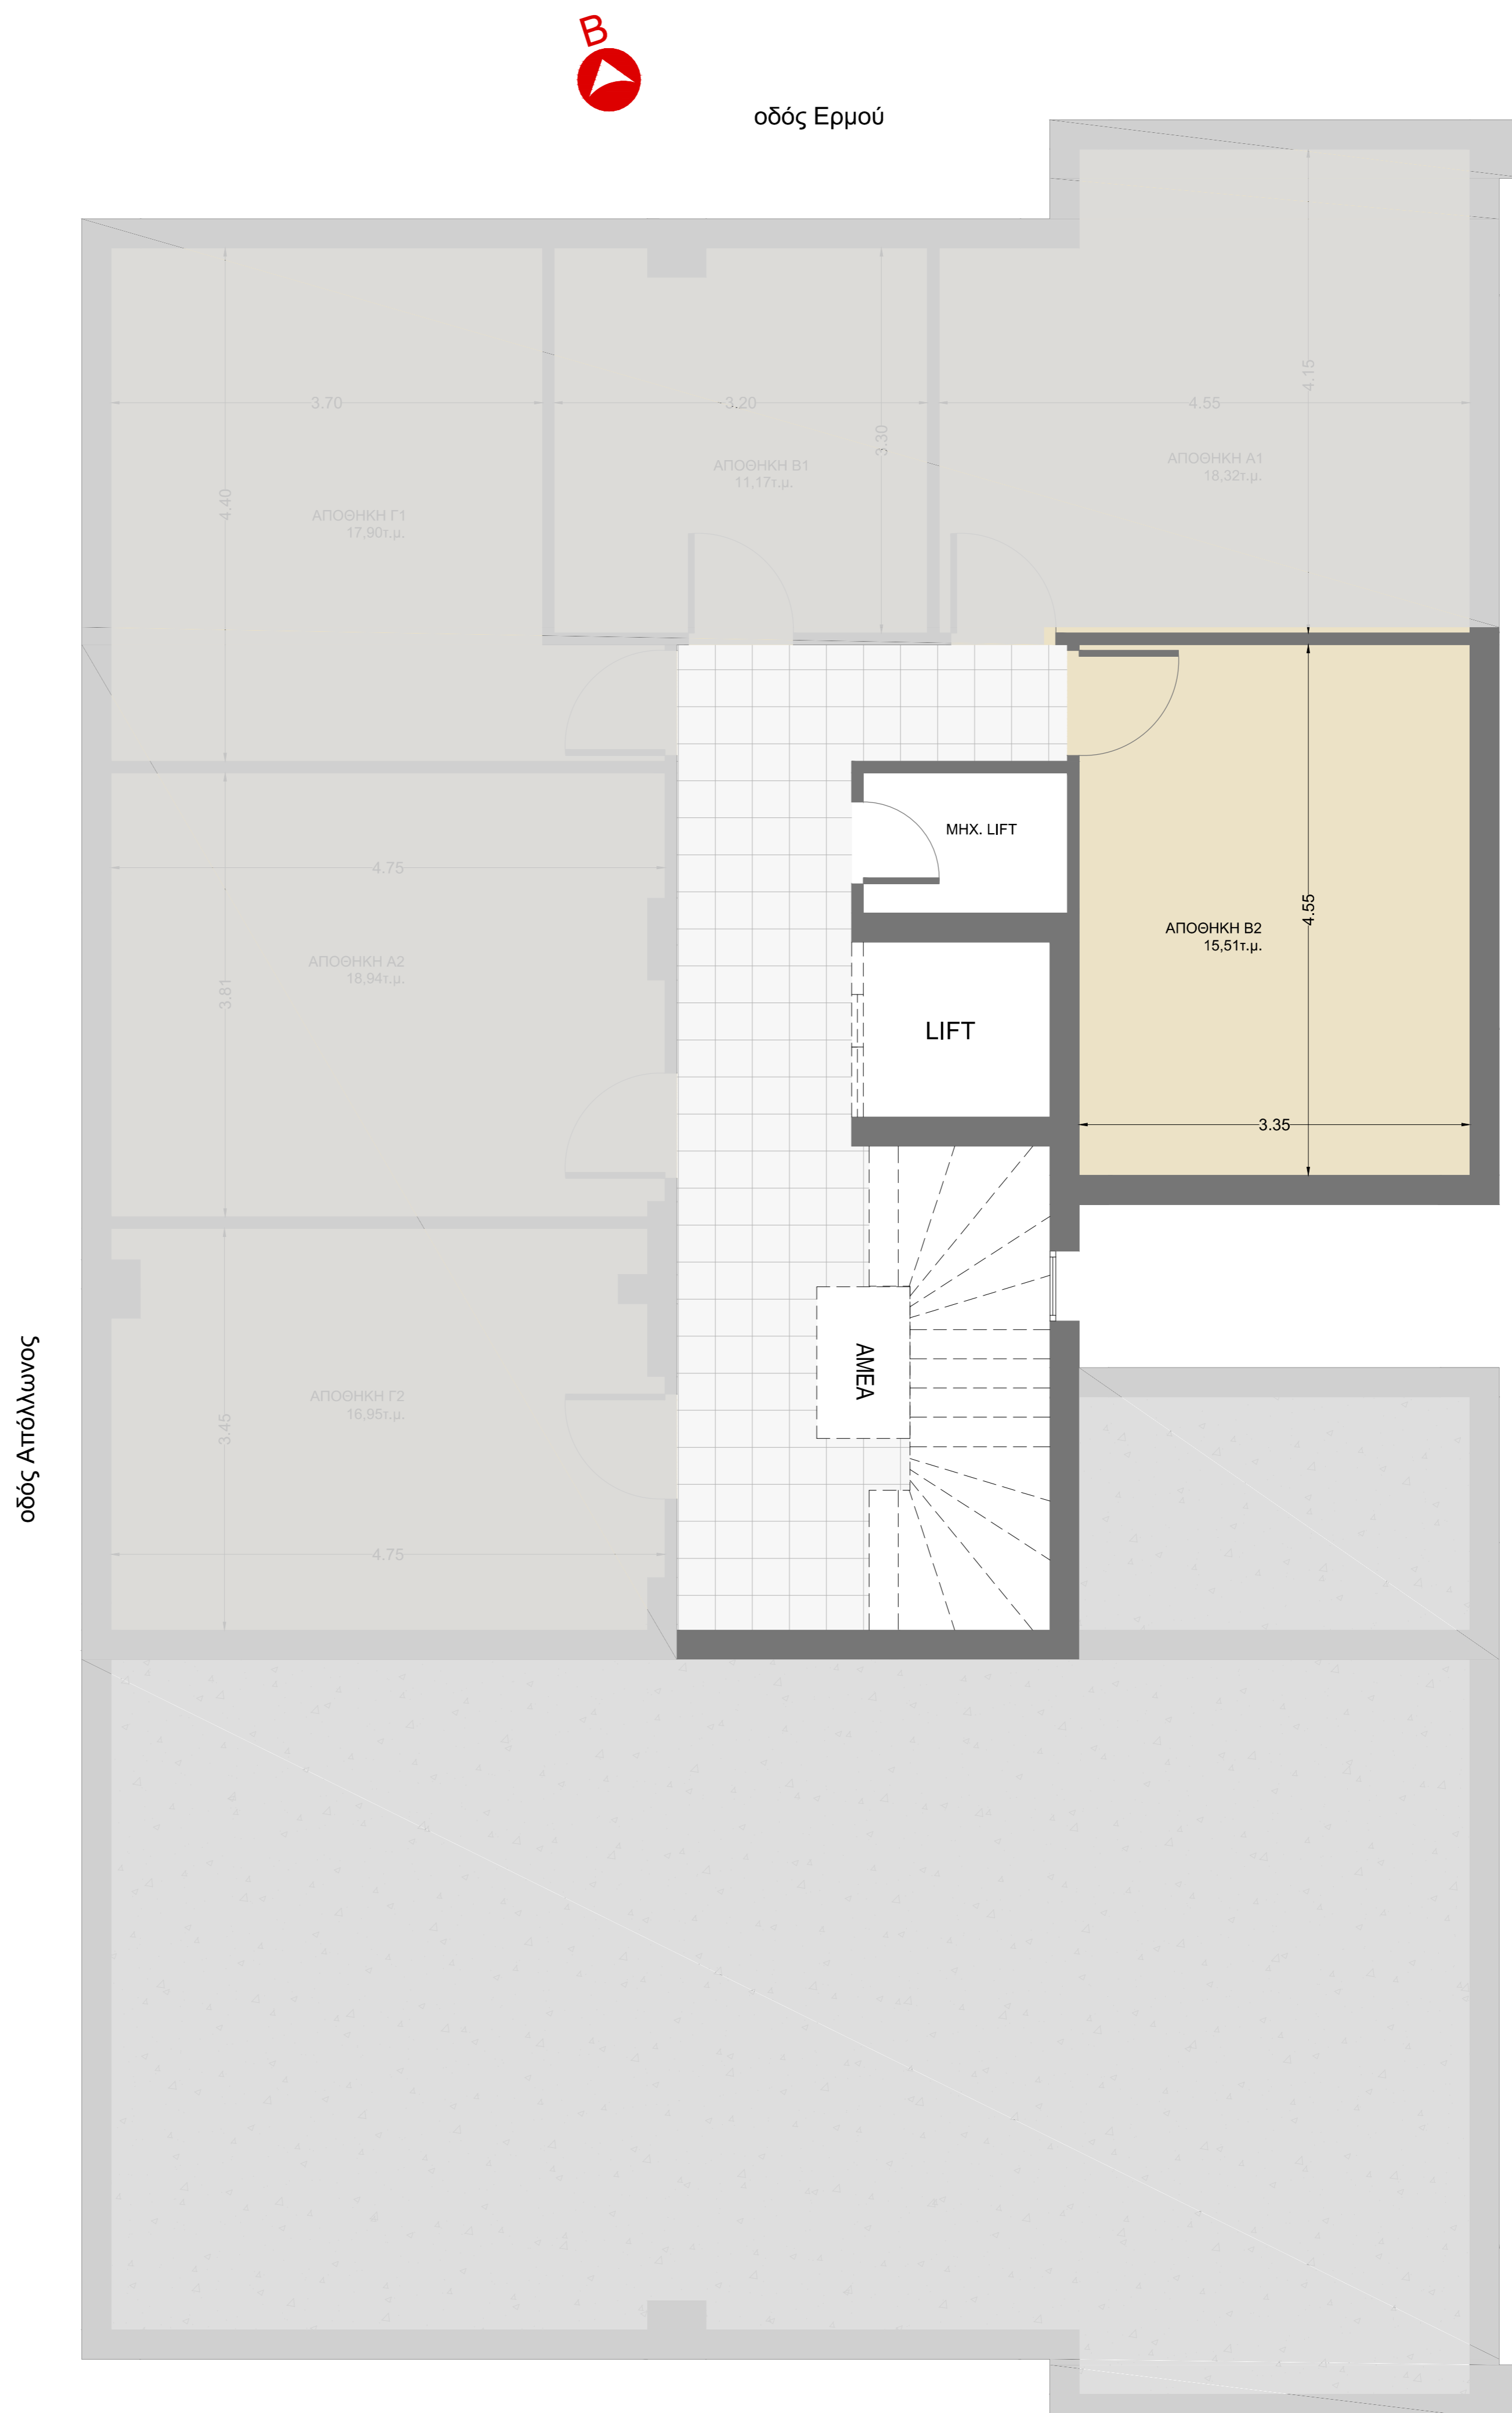 Β
οδός Ερμού
4.15
3.70
3.20
4.55
3.30
ΑΠΟΘΗΚΗ Α1
18,32τ.μ.
ΑΠΟΘΗΚΗ Β1
11,17τ.μ.
4,40
ΑΠΟΘΗΚΗ Γ1
17,90τ.μ.
ΜΗΧ. LIFT
4.75
4.55
ΑΠΟΘΗΚΗ Β2
15,51τ.μ.
ΑΠΟΘΗΚΗ Α2
18,94τ.μ.
3.81
LIFT
3.35
ΑΜΕΑ
ΑΠΟΘΗΚΗ Γ2
16,95τ.μ.
3.45
οδός Απόλλωνος
4.75